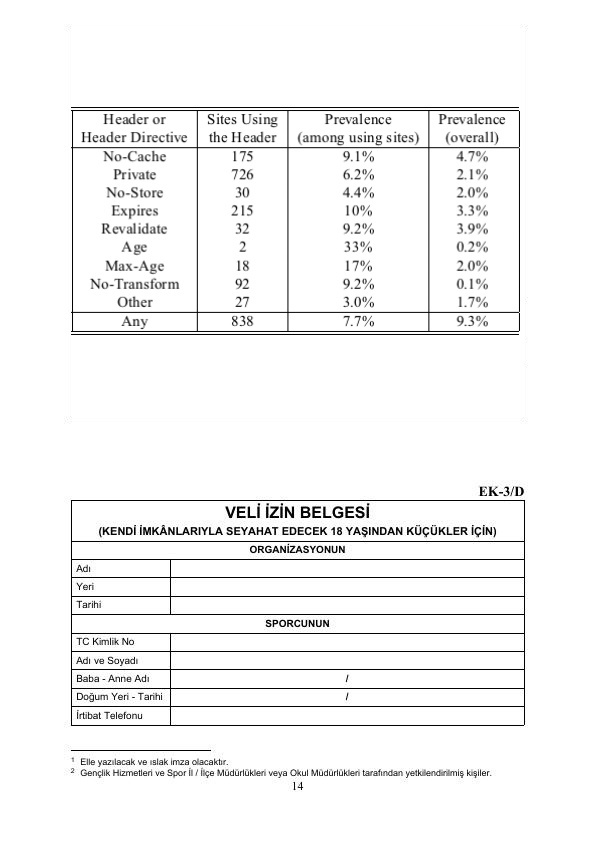 Header or Header Directive | Sites Using the Header | Prevalence (among using sites) | Prevalence (overall)
No-Cache 175 9.1% 4.7%
Private 726 6.2% 2.1%
No-Store 30 4.4% 2.0%
Expires 215 10% 3.3%
Revalidate 32 9.2% 3.9%
Age 2 33% 0.2%
Max-Age 18 17% 2.0%
No-Transform 92 9.2% 0.1%
Other 27 3.0% 1.7%
Any 838 7.7% 9.3%
EK-3/D
VELİ İZİN BELGESİ
(KENDİ İMKÂNLARIYLA SEYAHAT EDECEK 18 YAŞINDAN KÜÇÜKLER İÇİN)
ORGANİZASYONUN
Adı
Yeri
Tarihi
SPORCUNUN
TC Kimlik No
Adı ve Soyadı
Baba - Anne Adı /
Doğum Yeri - Tarihi /
İrtibat Telefonu
1 Elle yazılacak ve ıslak imza olacaktır.
2 Gençlik Hizmetleri ve Spor İl / İlçe Müdürlükleri veya Okul Müdürlükleri tarafından yetkilendirilmiş kişiler.
14